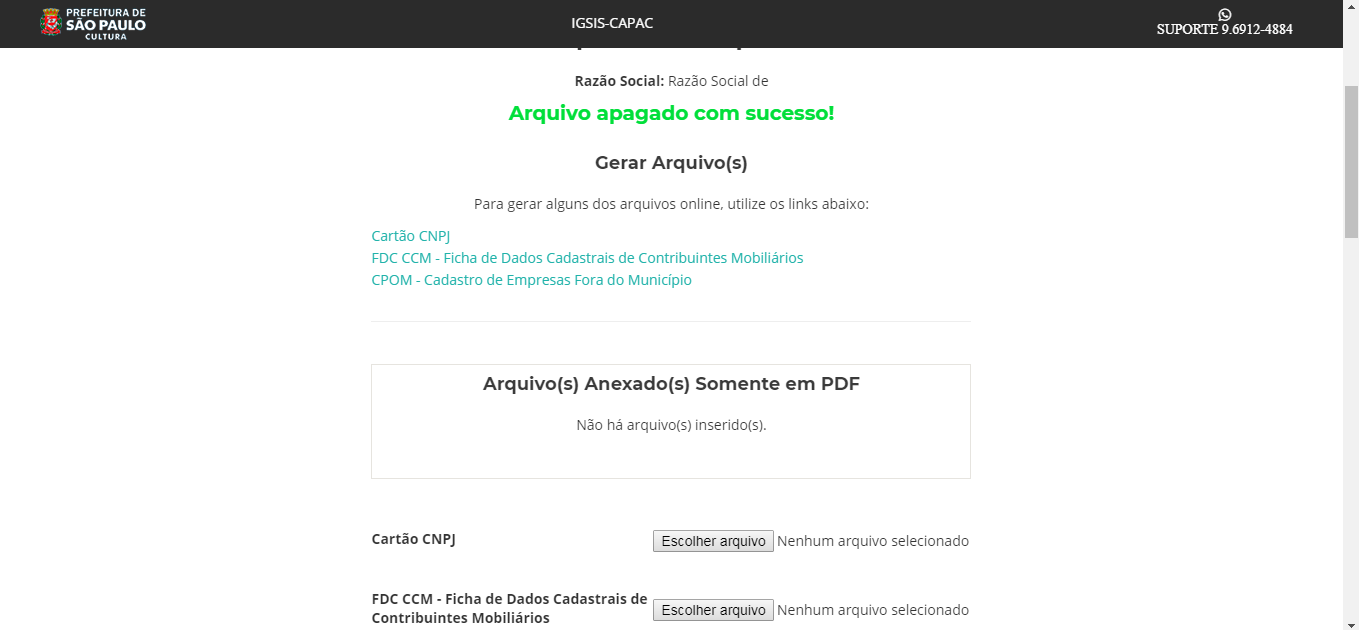 PREFEITURA DE
SÃO PAULO
CULTURA
IGSIS-CAPAC
SUPORTE 9.6912-4884
Razão Social: Razão Social de
Arquivo apagado com sucesso!
Gerar Arquivo(s)
Para gerar alguns dos arquivos online, utilize os links abaixo:
Cartão CNPJ
FDC CCM - Ficha de Dados Cadastrais de Contribuintes Mobiliários
CPOM - Cadastro de Empresas Fora do Município
Arquivo(s) Anexado(s) Somente em PDF
Não há arquivo(s) inserido(s).
Cartão CNPJ
Escolher arquivo Nenhum arquivo selecionado
FDC CCM - Ficha de Dados Cadastrais de
Contribuintes Mobiliários
Escolher arquivo Nenhum arquivo selecionado